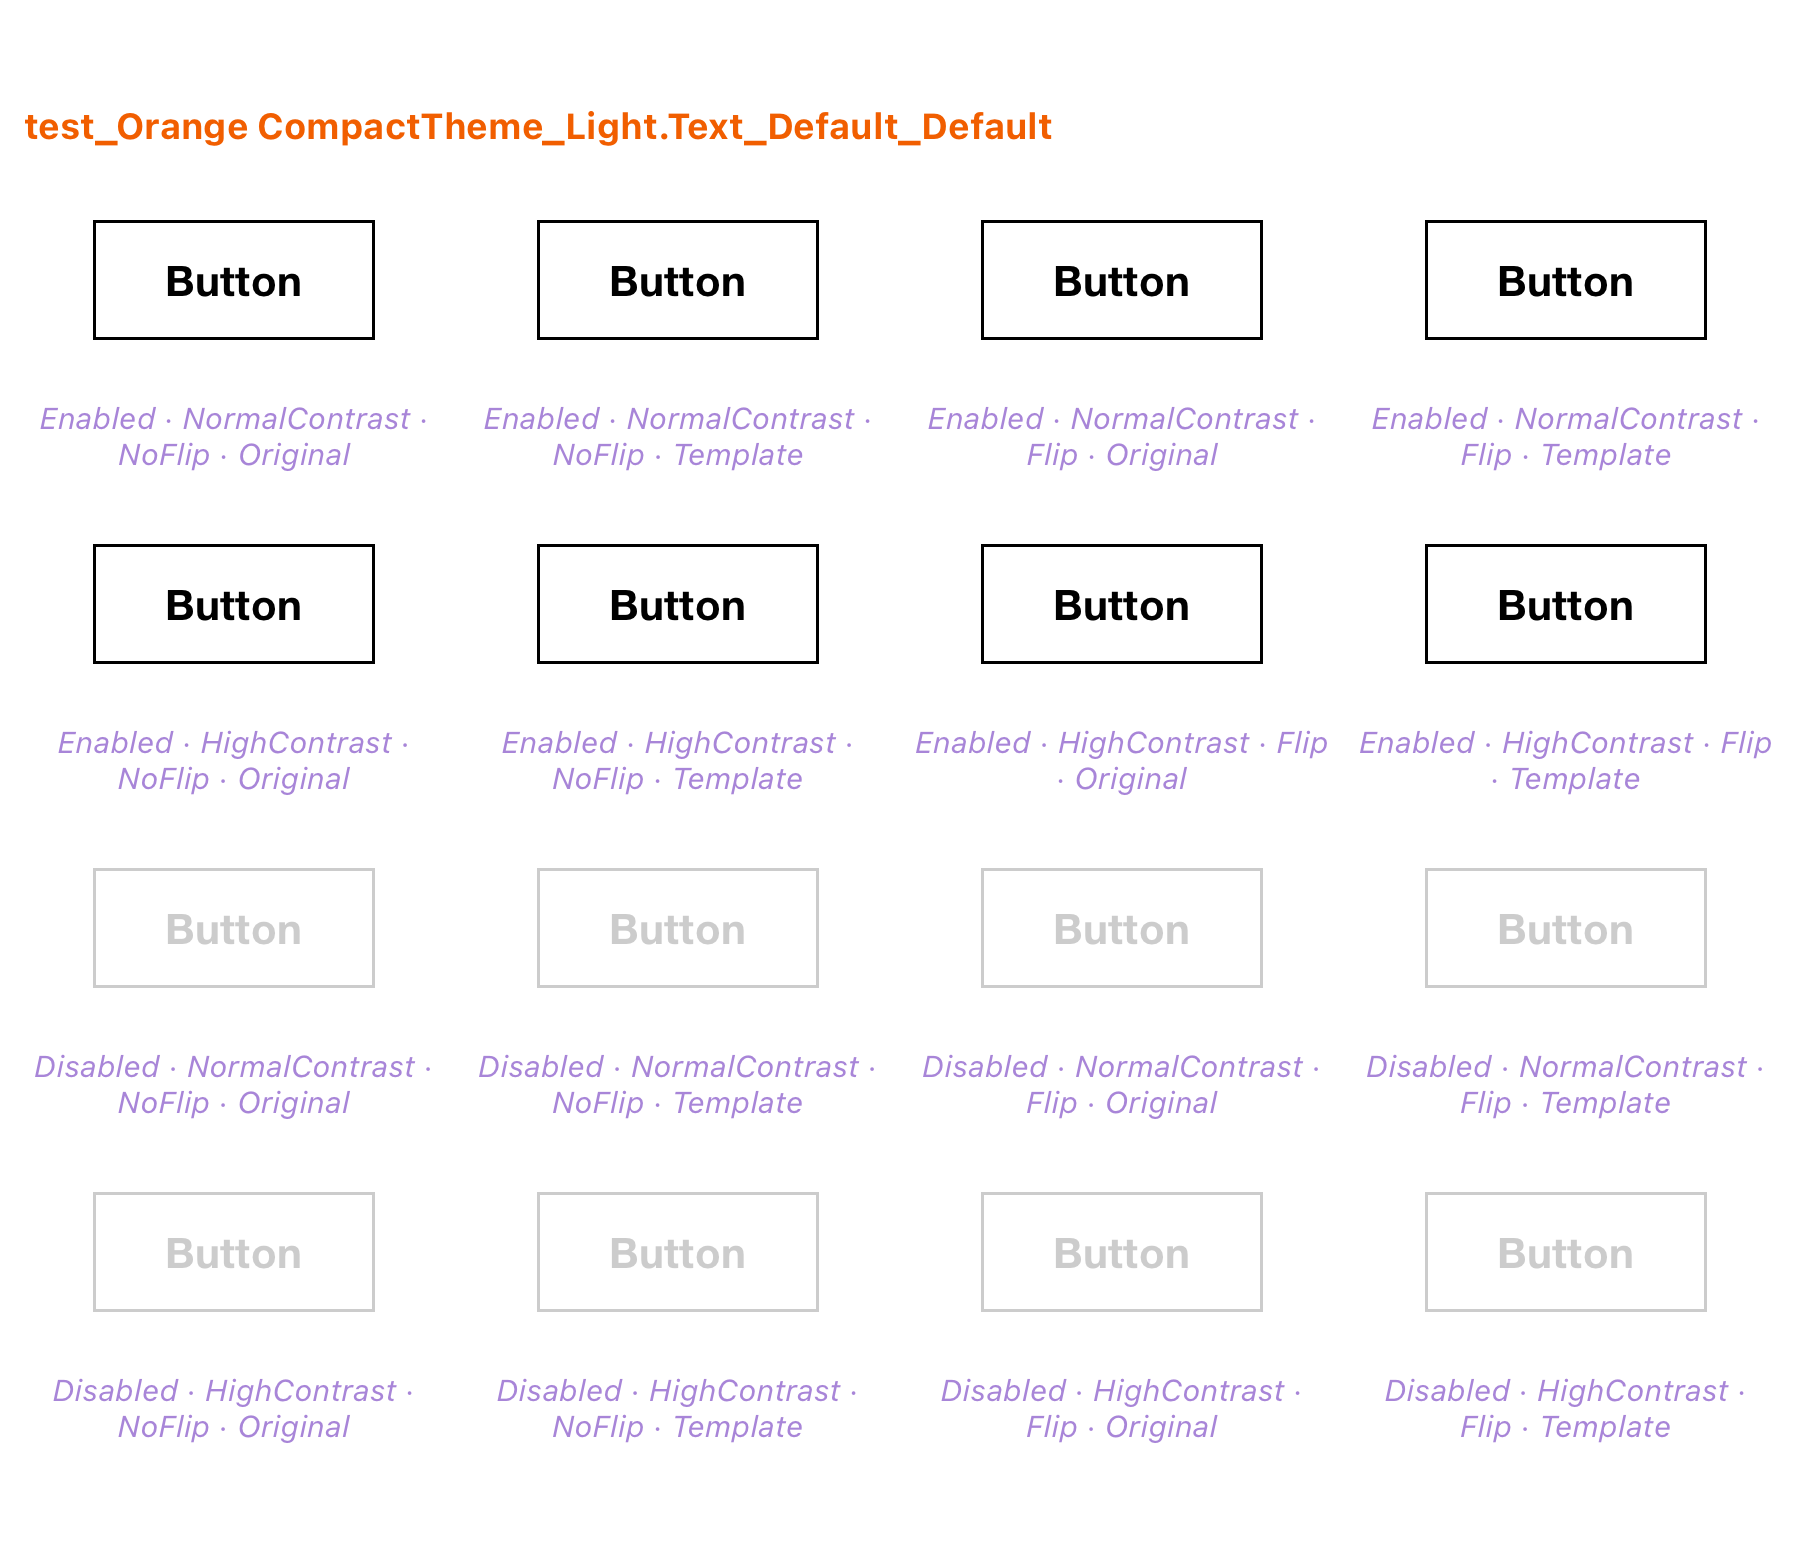 test_Orange CompactTheme_Light.Text_Default_Default
Button Button Button Button
Enabled · NormalContrast · Enabled · NormalContrast · Enabled · NormalContrast · Enabled · NormalContrast ·
NoFlip · Original NoFlip · Template Flip · Original Flip · Template
Button Button Button Button
Enabled · HighContrast · Enabled · HighContrast · Enabled · HighContrast · Flip Enabled · HighContrast · Flip
NoFlip · Original NoFlip · Template · Original · Template
Button Button Button Button
Disabled · NormalContrast · Disabled · NormalContrast · Disabled · NormalContrast · Disabled · NormalContrast ·
NoFlip · Original NoFlip · Template Flip · Original Flip · Template
Button Button Button Button
Disabled · HighContrast · Disabled · HighContrast · Disabled · HighContrast · Disabled · HighContrast ·
NoFlip · Original NoFlip · Template Flip · Original Flip · Template